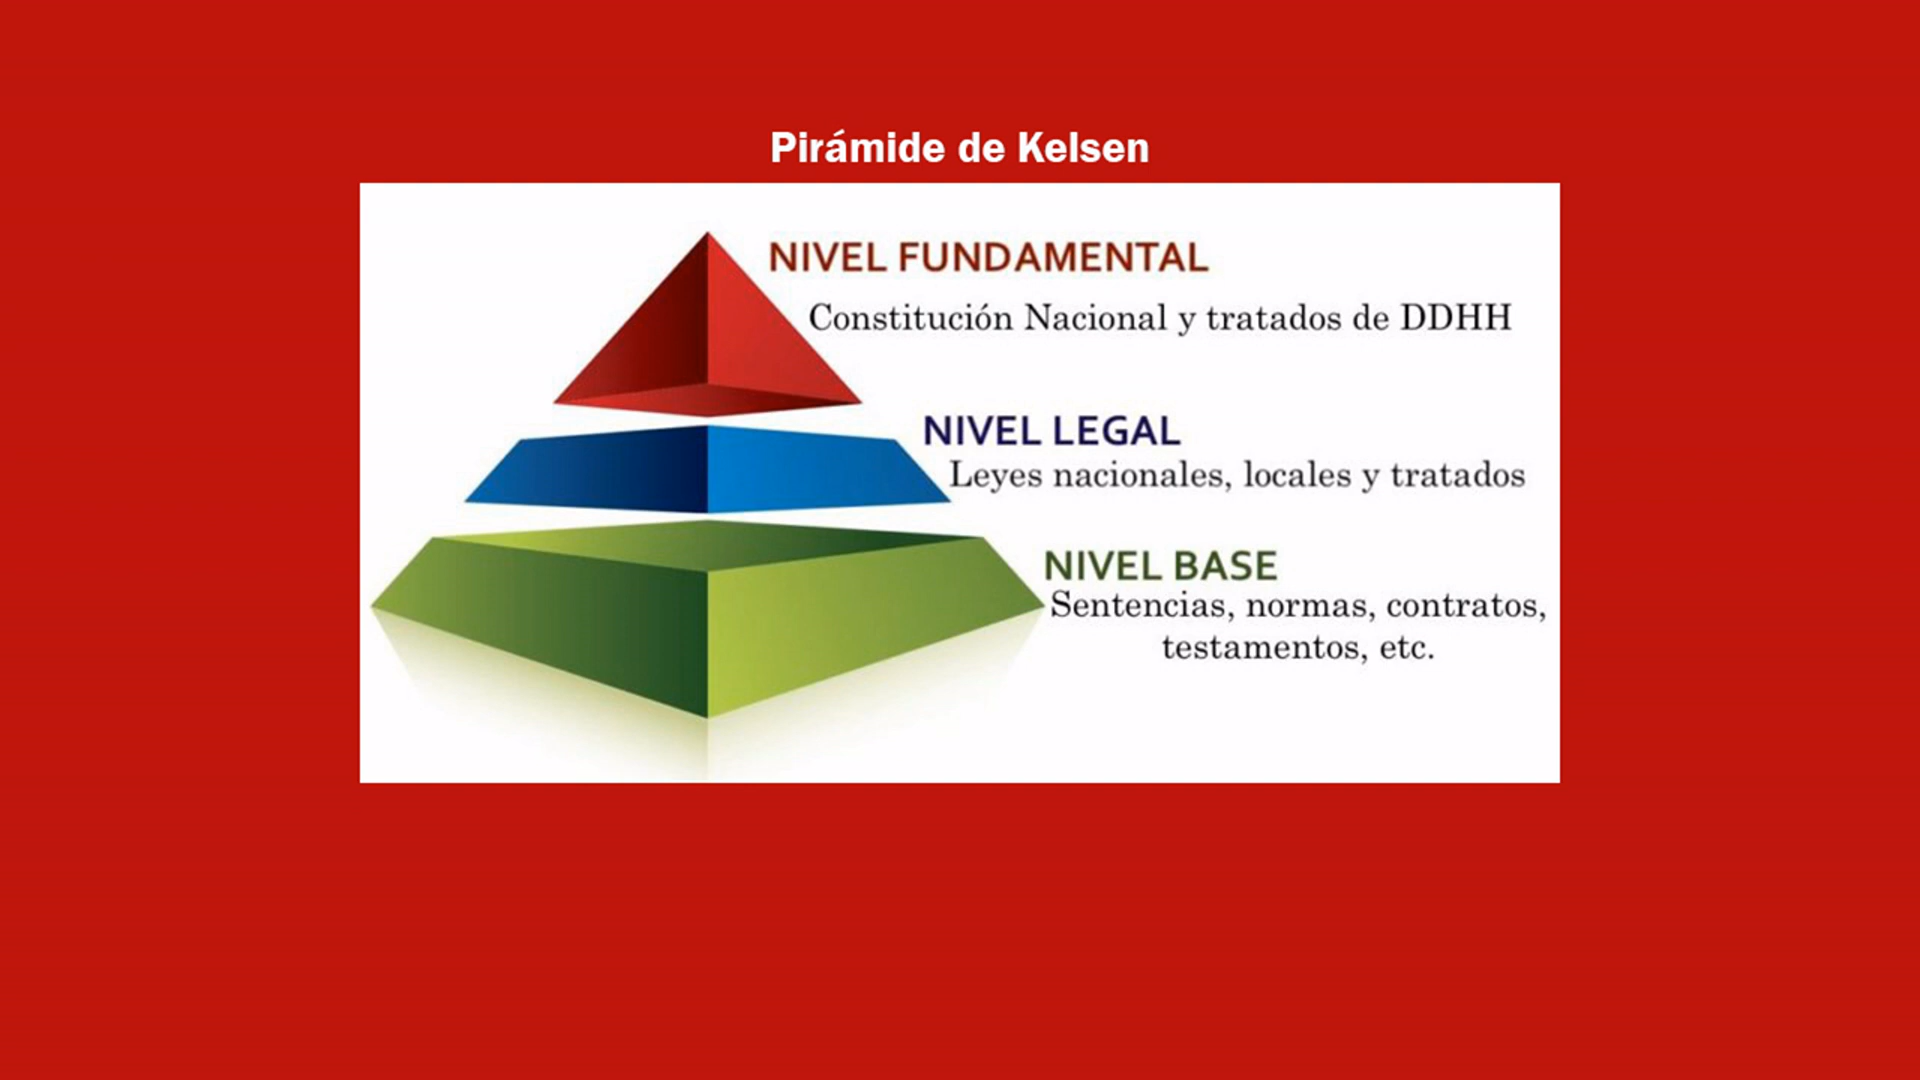 Pirámide de Kelsen
NIVEL FUNDAMENTAL
Constitución Nacional y tratados de DDHH
NIVEL LEGAL
Leyes nacionales, locales y tratados
NIVEL BASE
Sentencias, normas, contratos,
testamentos, etc.